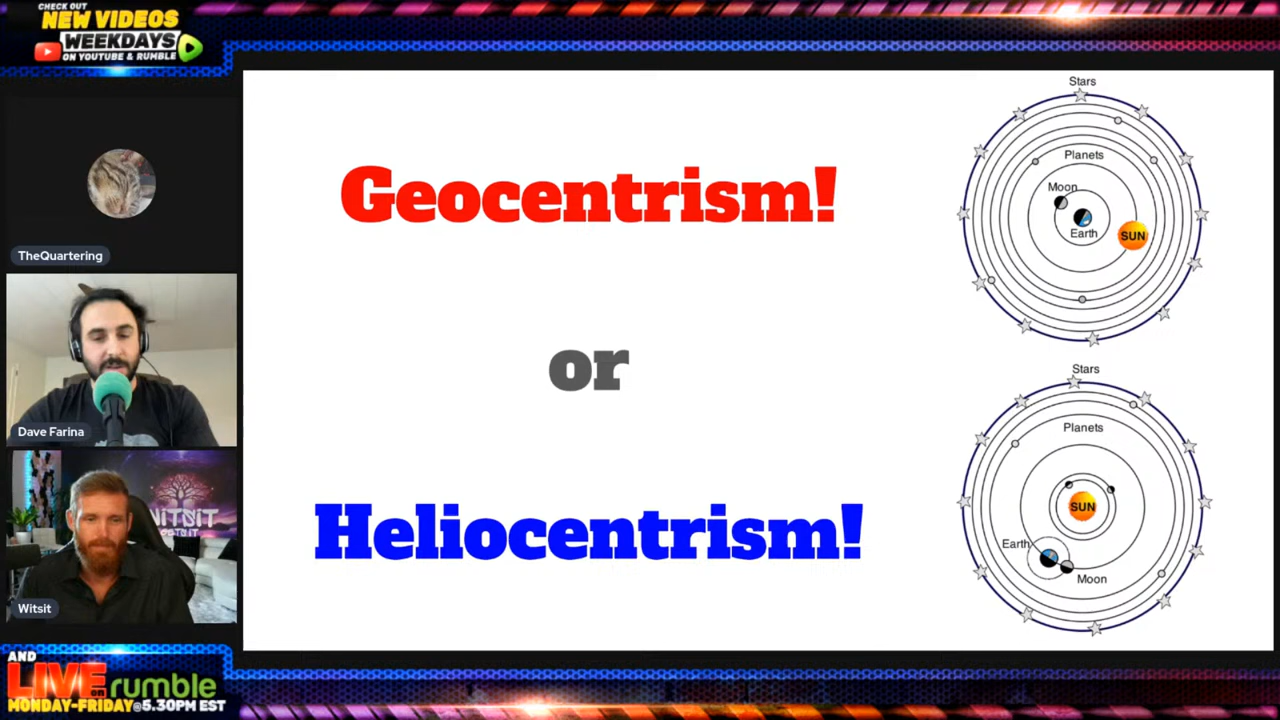 CHECK OUT
NEW VIDEOS
WEEKDAYS
ON YOUTUBE & RUMBLE
TheQuartering
Dave Farina
WITSIT
Witsit
AND
LIVE on rumble
MONDAY-FRIDAY@5.30PM EST
Geocentrism!
or
Heliocentrism!
Stars
Planets
Moon
Earth
SUN
Stars
Planets
SUN
Earth
Moon